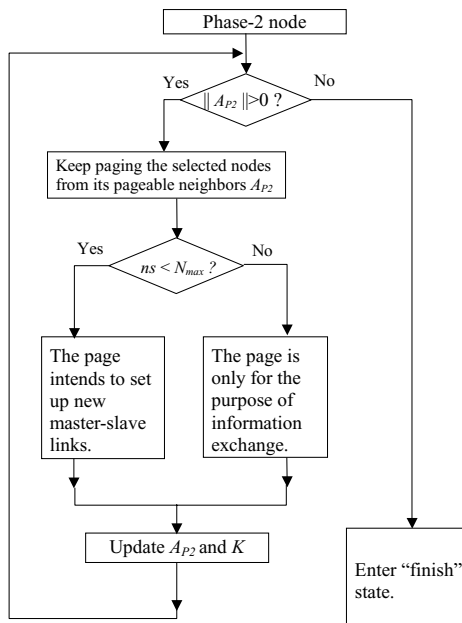 Phase-2 node
Yes
No
|| A_P2 ||>0 ?
Keep paging the selected nodes
from its pageable neighbors A_P2
Yes
No
ns < N_max ?
The page
intends to set
up new
master-slave
links.
The page is
only for the
purpose of
information
exchange.
Update A_P2 and K
Enter “finish”
state.